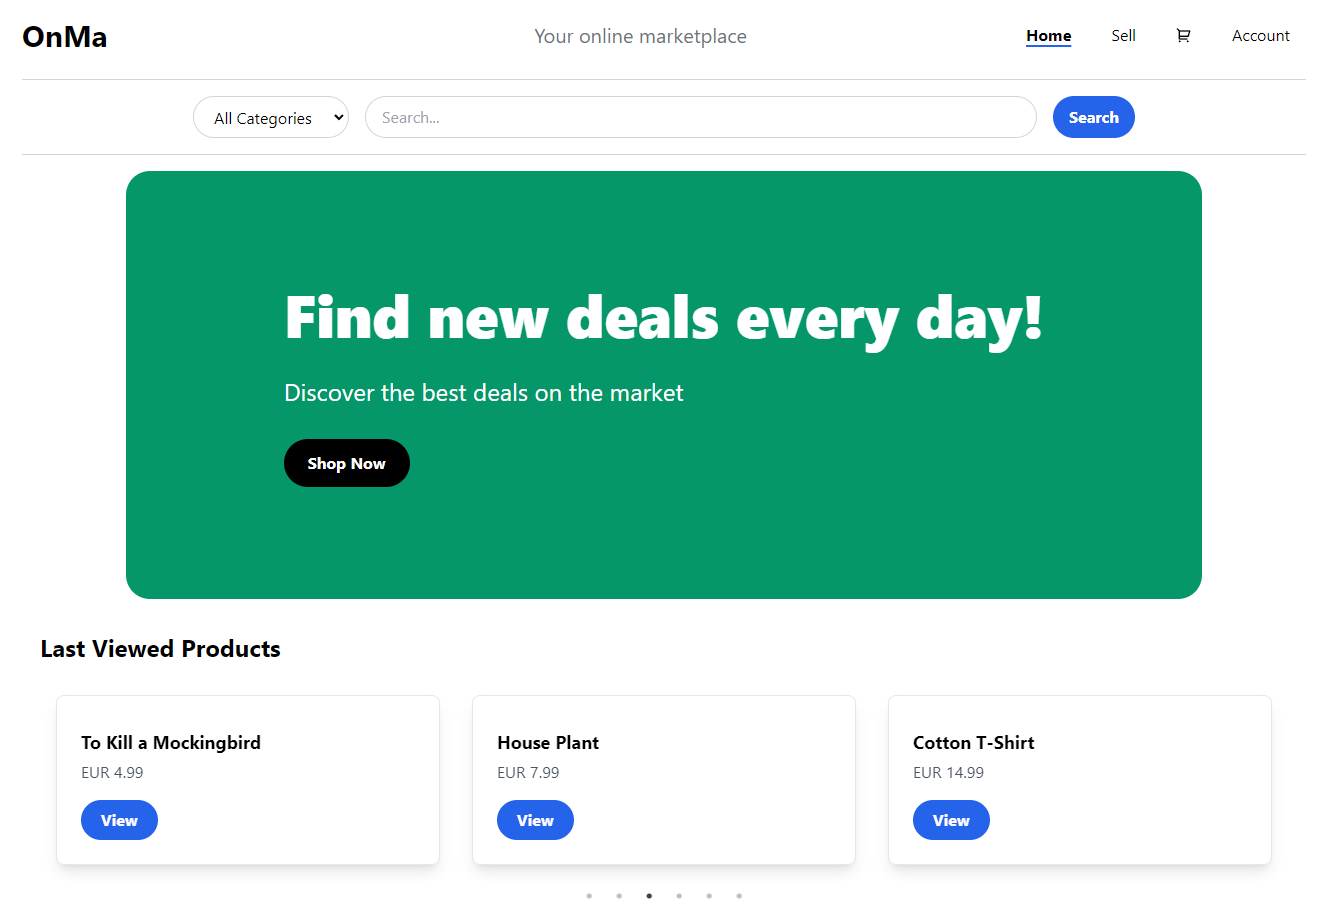 OnMa
Your online marketplace
Home
Sell
Account
All Categories
Search...
Search
Find new deals every day!
Discover the best deals on the market
Shop Now
Last Viewed Products
To Kill a Mockingbird
EUR 4.99
View
House Plant
EUR 7.99
View
Cotton T-Shirt
EUR 14.99
View